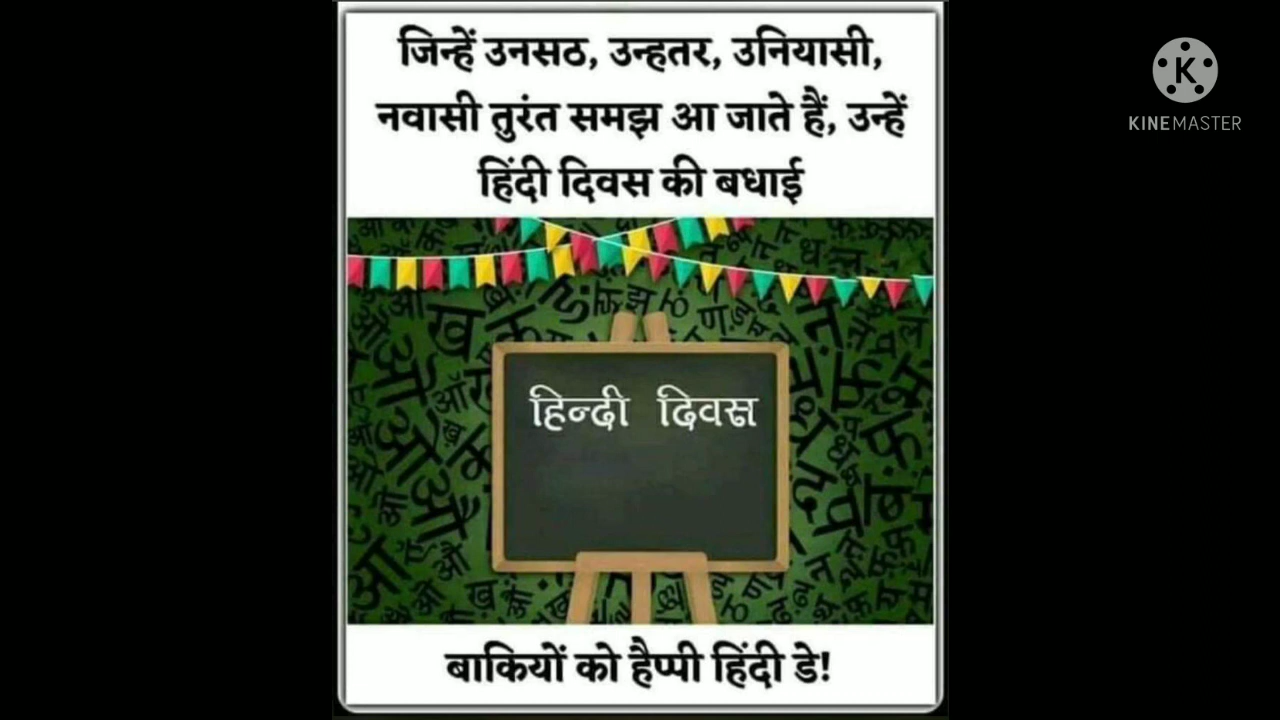 जिन्हें उनसठ, उन्हतर, उनियासी,
नवासी तुरंत समझ आ जाते हैं, उन्हें
हिंदी दिवस की बधाई
हिन्दी दिवस
बाकियों को हैप्पी हिंदी डे!
K
KINEMASTER